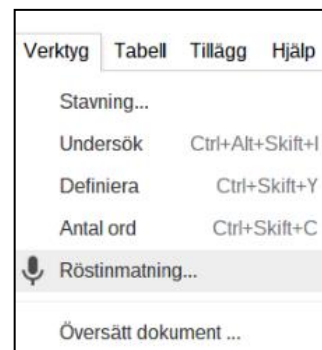 Verktyg Tabell Tillägg Hjälp
Stavning...
Undersök Ctrl+Alt+Skift+I
Definiera Ctrl+Skift+Y
Antal ord Ctrl+Skift+C
Röstinmatning...
Översätt dokument ...